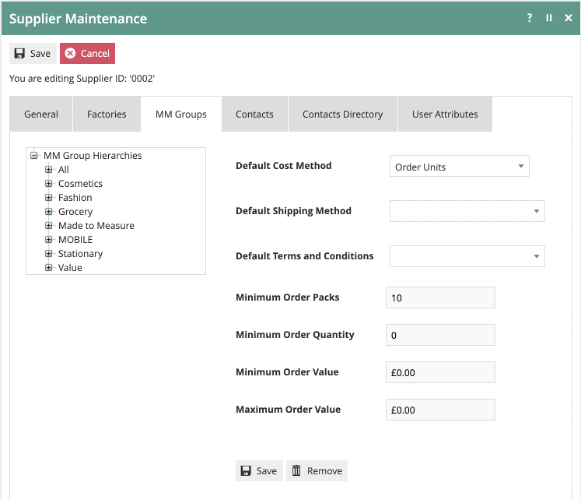 Supplier Maintenance
Save Cancel
You are editing Supplier ID: '0002'
General Factories MM Groups Contacts Contacts Directory User Attributes
MM Group Hierarchies
All
Cosmetics
Fashion
Grocery
Made to Measure
MOBILE
Stationary
Value
Default Cost Method Order Units
Default Shipping Method
Default Terms and Conditions
Minimum Order Packs 10
Minimum Order Quantity 0
Minimum Order Value £0.00
Maximum Order Value £0.00
Save Remove